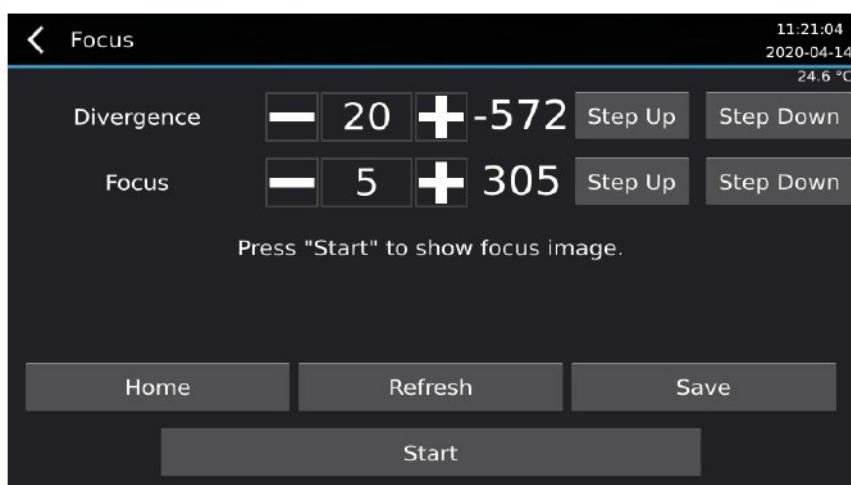 Focus
11:21:04
2020-04-14
24.6 °C
Divergence 20 -572 Step Up Step Down
Focus 5 305 Step Up Step Down
Press "Start" to show focus image.
Home Refresh Save
Start